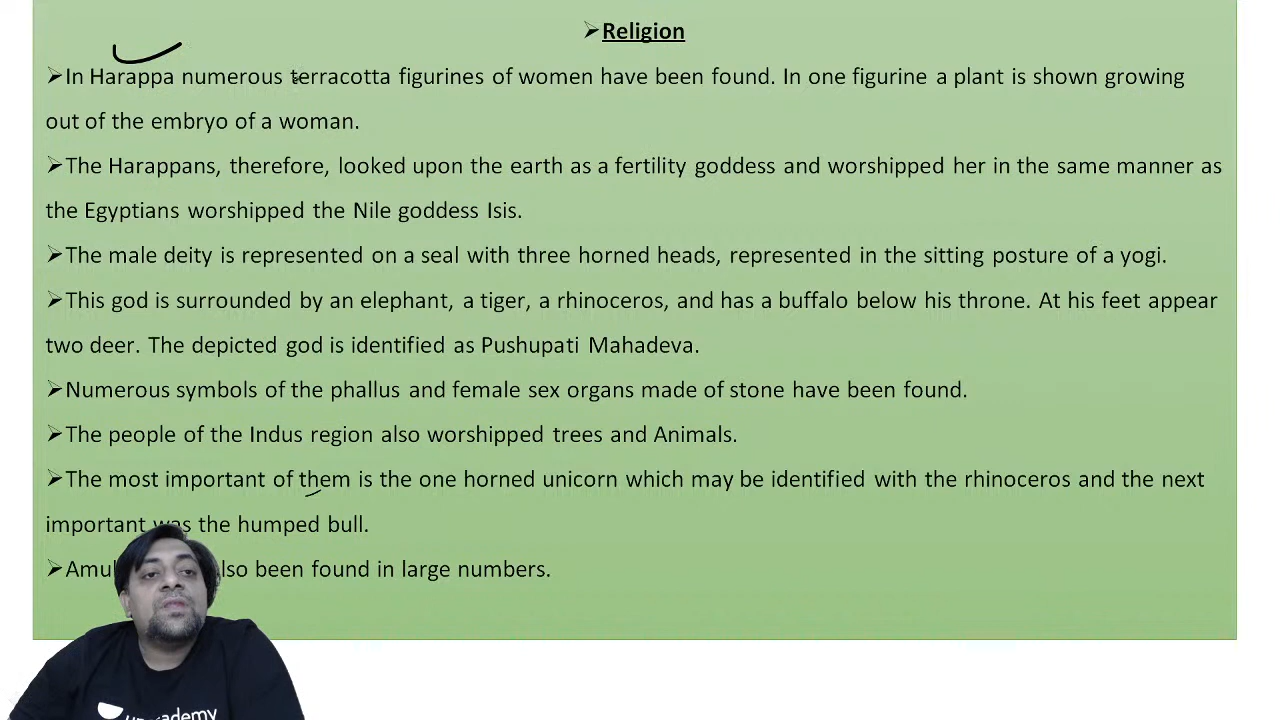 ➢Religion
➢In Harappa numerous terracotta figurines of women have been found. In one figurine a plant is shown growing
out of the embryo of a woman.
➢The Harappans, therefore, looked upon the earth as a fertility goddess and worshipped her in the same manner as
the Egyptians worshipped the Nile goddess Isis.
➢The male deity is represented on a seal with three horned heads, represented in the sitting posture of a yogi.
➢This god is surrounded by an elephant, a tiger, a rhinoceros, and has a buffalo below his throne. At his feet appear
two deer. The depicted god is identified as Pushupati Mahadeva.
➢Numerous symbols of the phallus and female sex organs made of stone have been found.
➢The people of the Indus region also worshipped trees and Animals.
➢The most important of them is the one horned unicorn which may be identified with the rhinoceros and the next
important was the humped bull.
➢been found in large numbers.